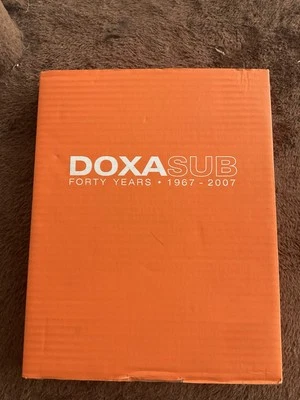 DOXASUB
FORTY YEARS • 1967 - 2007